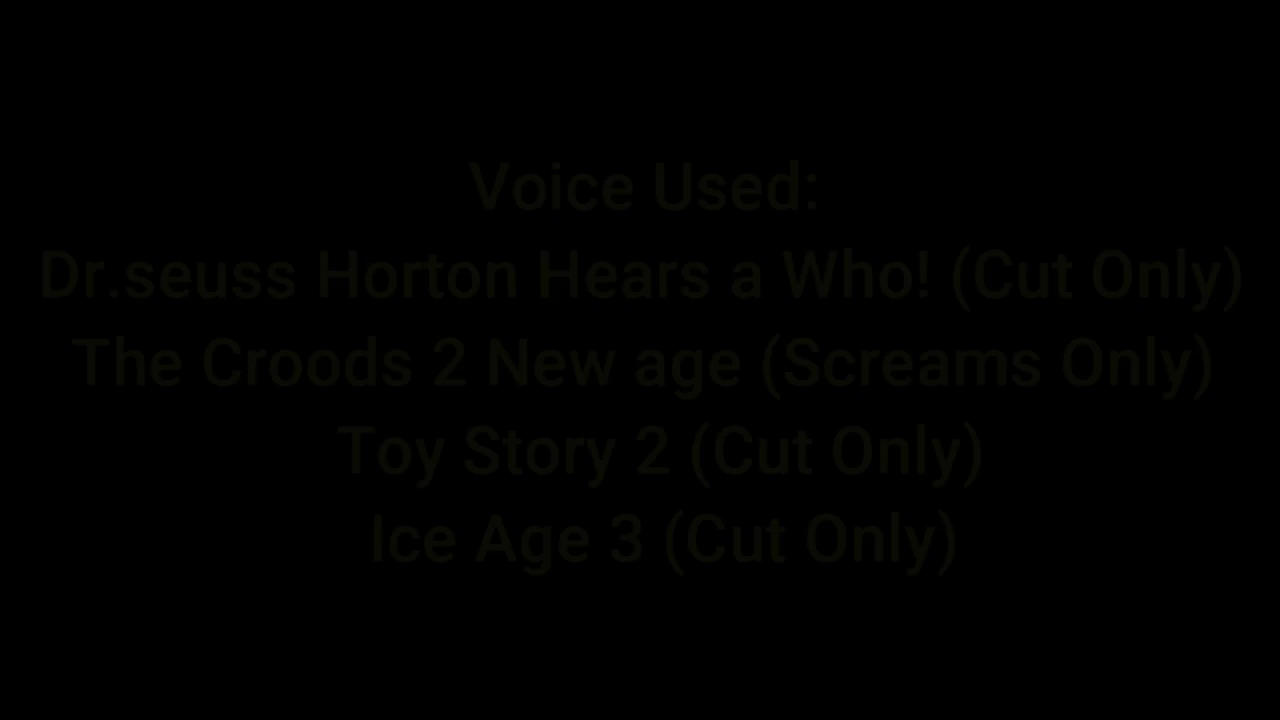 Voice Used:
Dr.seuss Horton Hears a Who! (Cut Only)
The Croods 2 New age (Screams Only)
Toy Story 2 (Cut Only)
Ice Age 3 (Cut Only)